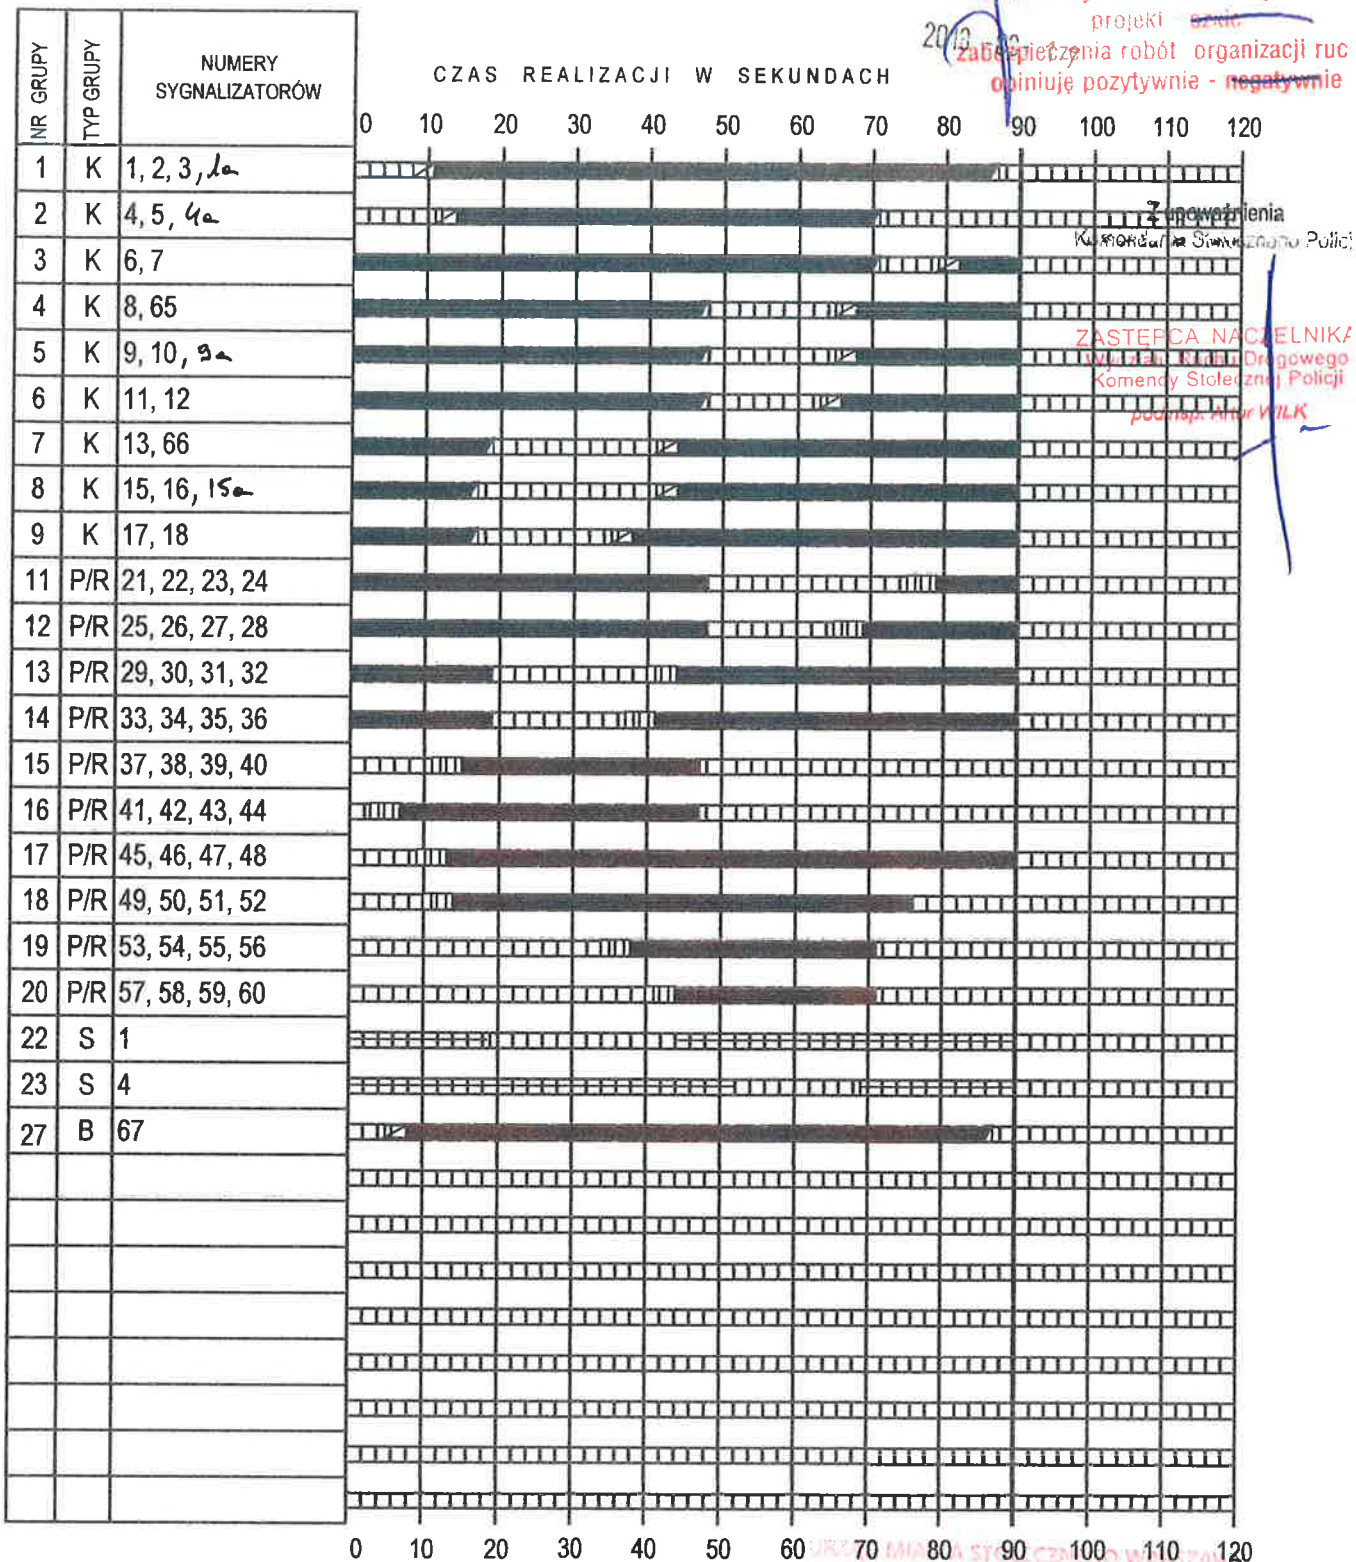 projekt szkic
2010
zabezpieczenia robót organizacji ruc
opiniuję pozytywnie - negatywnie
NR GRUPY
TYP GRUPY
NUMERY
SYGNALIZATORÓW
CZAS REALIZACJI W SEKUNDACH
0 10 20 30 40 50 60 70 80 90 100 110 120
1 K 1, 2, 3, 1a
2 K 4, 5, 4a
Z upoważnienia
Komendanta Stołecznego Policji
3 K 6, 7
4 K 8, 65
ZASTĘPCA NACZELNIKA
5 K 9, 10, 9a
Wydziału Ruchu Drogowego
Komendy Stołecznej Policji
6 K 11, 12
podinsp. Artur WILK
7 K 13, 66
8 K 15, 16, 15a
9 K 17, 18
11 P/R 21, 22, 23, 24
12 P/R 25, 26, 27, 28
13 P/R 29, 30, 31, 32
14 P/R 33, 34, 35, 36
15 P/R 37, 38, 39, 40
16 P/R 41, 42, 43, 44
17 P/R 45, 46, 47, 48
18 P/R 49, 50, 51, 52
19 P/R 53, 54, 55, 56
20 P/R 57, 58, 59, 60
22 S 1
23 S 4
27 B 67
0 10 20 30 40 50 60 70 80 90 100 110 120